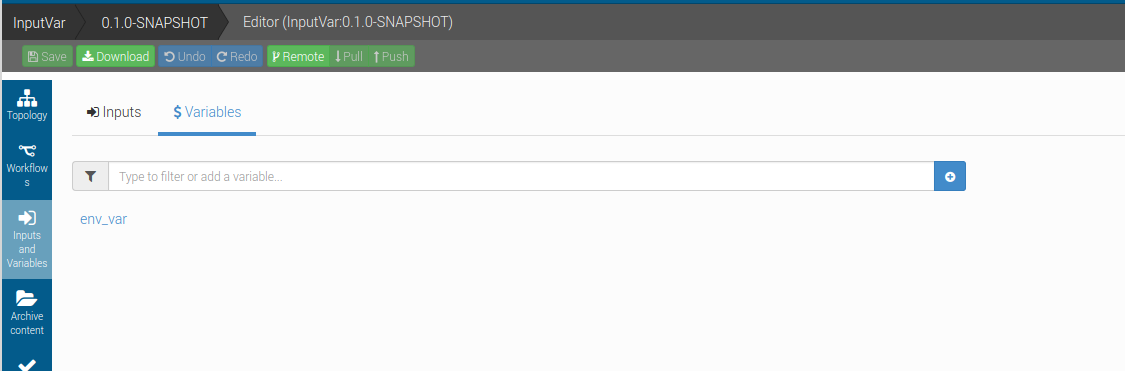 InputVar 0.1.0-SNAPSHOT Editor (InputVar:0.1.0-SNAPSHOT)
Save Download Undo Redo Remote Pull Push
Topology
Workflow
s
Inputs
and
Variables
Archive
content
Inputs Variables
Type to filter or add a variable...
env_var